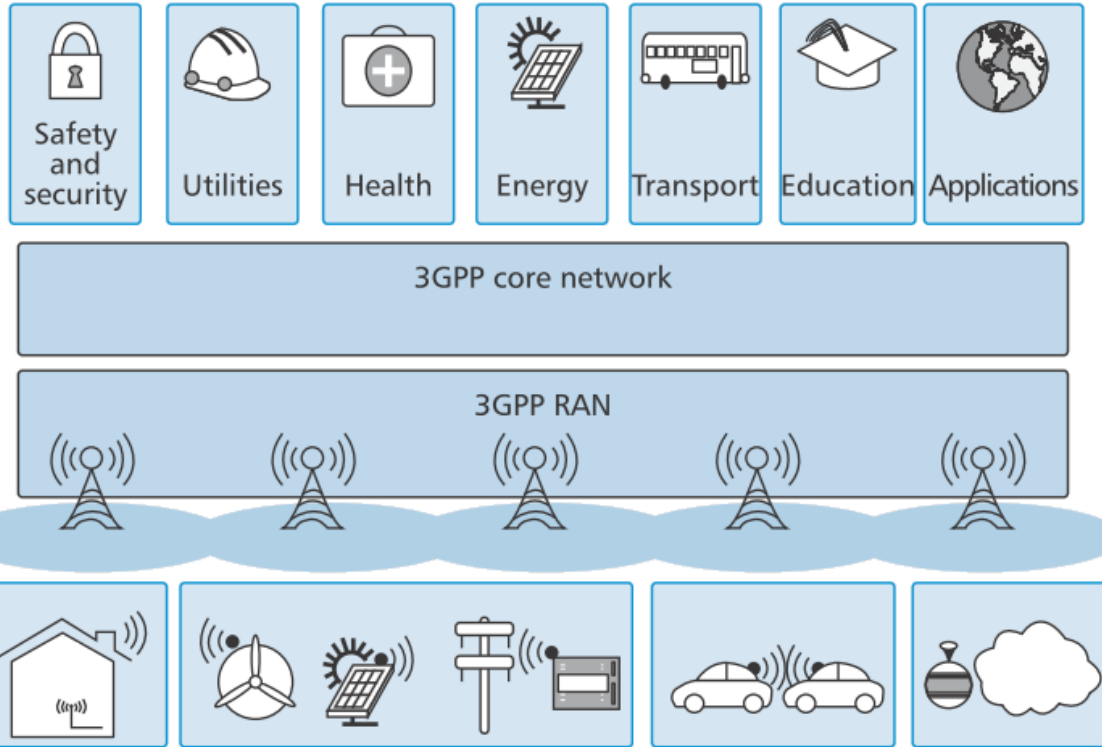 Safety
and
security
Utilities
Health
Energy
Transport
Education
Applications
3GPP core network
3GPP RAN